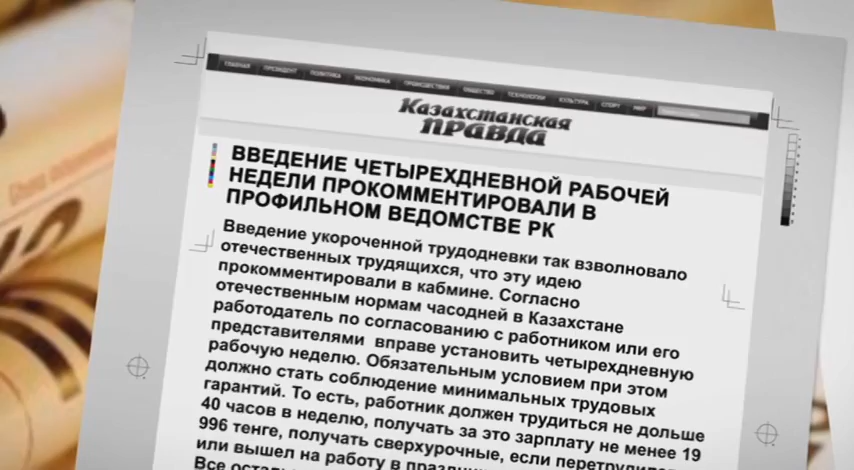 ГЛАВНАЯ ПРЕЗИДЕНТ ПОЛИТИКА ЭКОНОМИКА ПРОИСШЕСТВИЯ ОБЩЕСТВО ТЕХНОЛОГИИ КУЛЬТУРА СПОРТ МИР
Казахстанская
ПРАВДА
ВВЕДЕНИЕ ЧЕТЫРЕХДНЕВНОЙ РАБОЧЕЙ
НЕДЕЛИ ПРОКОММЕНТИРОВАЛИ В
ПРОФИЛЬНОМ ВЕДОМСТВЕ РК
Введение укороченной трудодневки так взволновало
отечественных трудящихся, что эту идею
прокомментировали в кабмине. Согласно
отечественным нормам часодней в Казахстане
работодатель по согласованию с работником или его
представителями вправе установить четырехдневную
рабочую неделю. Обязательным условием при этом
должно стать соблюдение минимальных трудовых
гарантий. То есть, работник должен трудиться не дольше
40 часов в неделю, получать за это зарплату не менее 19
996 тенге, получать сверхурочные, если
или вышел на работу в
Все